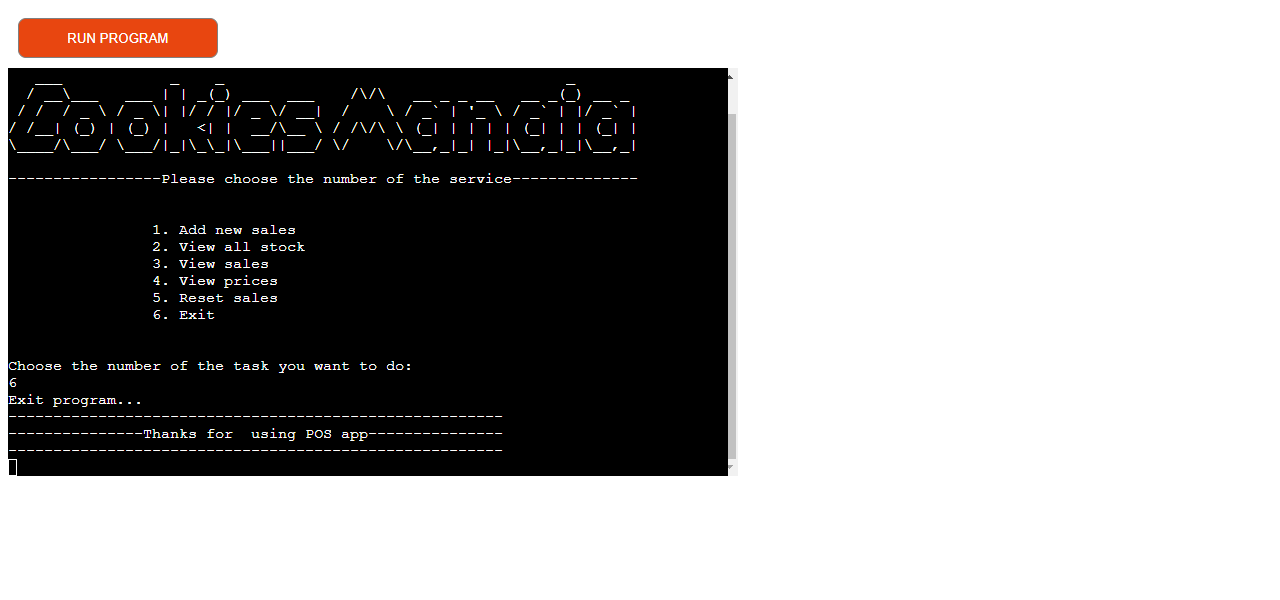 RUN PROGRAM
Cookies Mandia
-----------------Please choose the number of the service--------------
1. Add new sales
2. View all stock
3. View sales
4. View prices
5. Reset sales
6. Exit
Choose the number of the task you want to do:
6
Exit program...
-------------------------------------------------------
---------------Thanks for  using POS app---------------
-------------------------------------------------------